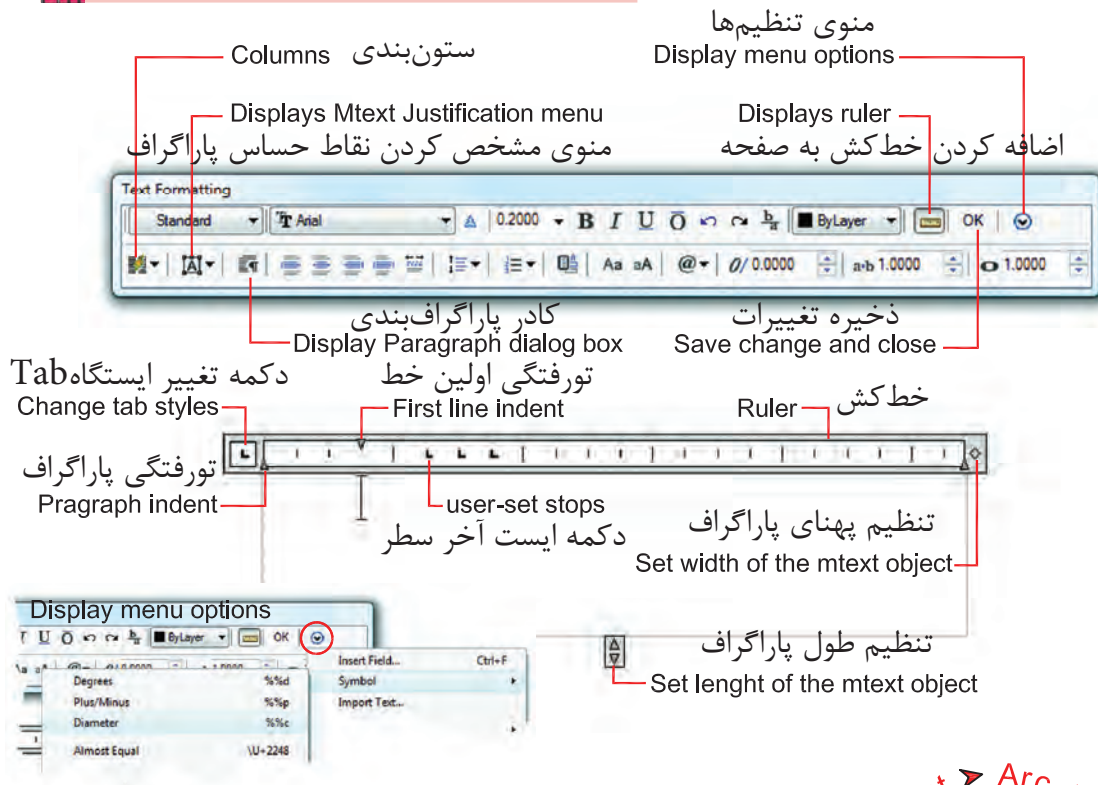 منوی تنظیم‌ها
Display menu options
ستون‌بندی Columns
Displays Mtext Justification menu
منوی مشخص کردن نقاط حساس پاراگراف
Displays ruler
اضافه کردن خط‌کش به صفحه
Text Formatting
Standard Arial 0.2000 B I U O ByLayer OK
Aa aA @ 0/ 0.0000 a·b 1.0000 1.0000
کادر پاراگراف‌بندی
Display Paragraph dialog box
ذخیره تغییرات
Save change and close
دکمه تغییر ایستگاه Tab
Change tab styles
تورفتگی اولین خط
First line indent
Ruler خط‌کش
تورفتگی پاراگراف
Pragraph indent
user-set stops
دکمه ایست آخر سطر
تنظیم پهنای پاراگراف
Set width of the mtext object
Display menu options
U O ByLayer OK
Insert Field... Ctrl+F
Symbol
Import Text...
Degrees %%d
Plus/Minus %%p
Diameter %%c
Almost Equal \U+2248
تنظیم طول پاراگراف
Set lenght of the mtext object
Arc